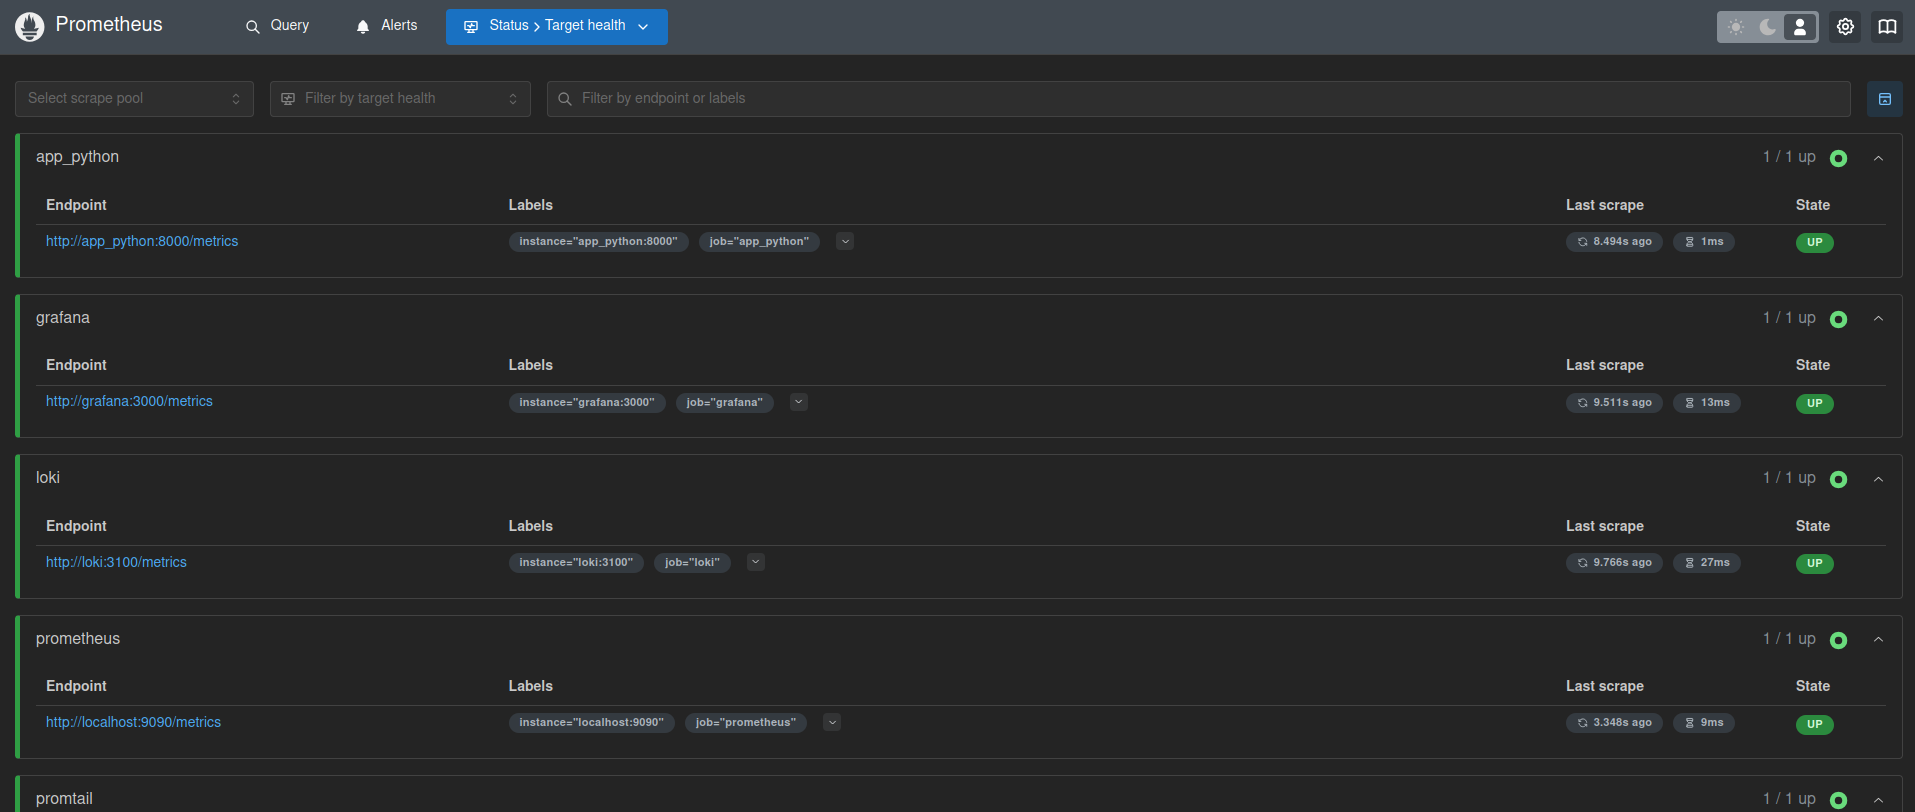 Prometheus Query Alerts Status > Target health
Select scrape pool Filter by target health Filter by endpoint or labels
app_python 1 / 1 up
Endpoint Labels Last scrape State
http://app_python:8000/metrics instance="app_python:8000" job="app_python" 8.494s ago 1ms UP
grafana 1 / 1 up
Endpoint Labels Last scrape State
http://grafana:3000/metrics instance="grafana:3000" job="grafana" 9.511s ago 13ms UP
loki 1 / 1 up
Endpoint Labels Last scrape State
http://loki:3100/metrics instance="loki:3100" job="loki" 9.766s ago 27ms UP
prometheus 1 / 1 up
Endpoint Labels Last scrape State
http://localhost:9090/metrics instance="localhost:9090" job="prometheus" 3.348s ago 9ms UP
promtail 1 / 1 up